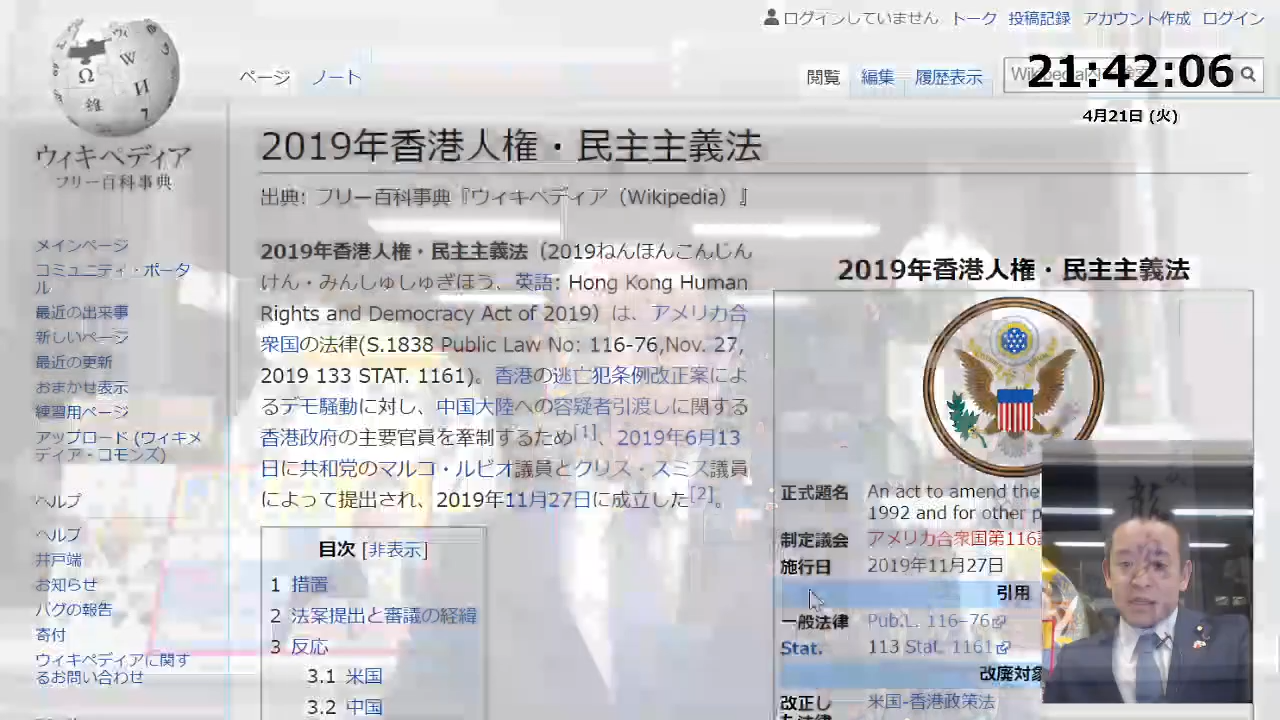 ログインしていません トーク 投稿記録 アカウント作成 ログイン
ページ ノート 閲覧 編集 履歴表示
21:42:06
4月21日 (火)
ウィキペディア
フリー百科事典
2019年香港人権・民主主義法
出典: フリー百科事典『ウィキペディア（Wikipedia）』
メインページ
コミュニティ・ポータ
ル
最近の出来事
新しいページ
最近の更新
おまかせ表示
練習用ページ
アップロード (ウィキメ
ディア・コモンズ)
ヘルプ
ヘルプ
井戸端
お知らせ
バグの報告
寄付
ウィキペディアに関す
るお問い合わせ
2019年香港人権・民主主義法（2019ねんほんこんじん
けん・みんしゅしゅぎほう、英語: Hong Kong Human
Rights and Democracy Act of 2019）は、アメリカ合
衆国の法律(S.1838 Public Law No: 116-76,Nov. 27,
2019 133 STAT. 1161)。香港の逃亡犯条例改正案によ
るデモ騒動に対し、中国大陸への容疑者引渡しに関する
香港政府の主要官員を牽制するため[1]、2019年6月13
日に共和党のマルコ・ルビオ議員とクリス・スミス議員
によって提出され、2019年11月27日に成立した[2]。
目次 [非表示]
1 措置
2 法案提出と審議の経緯
3 反応
3.1 米国
3.2 中国
2019年香港人権・民主主義法
正式題名 An act to amend the
1992 and for other
制定議会 アメリカ合衆国第116
施行日 2019年11月27日
引用
一般法律 Pub.L. 116–76
Stat. 113 Stat. 1161
改廃対象
改正し 米国-香港政策法
龍